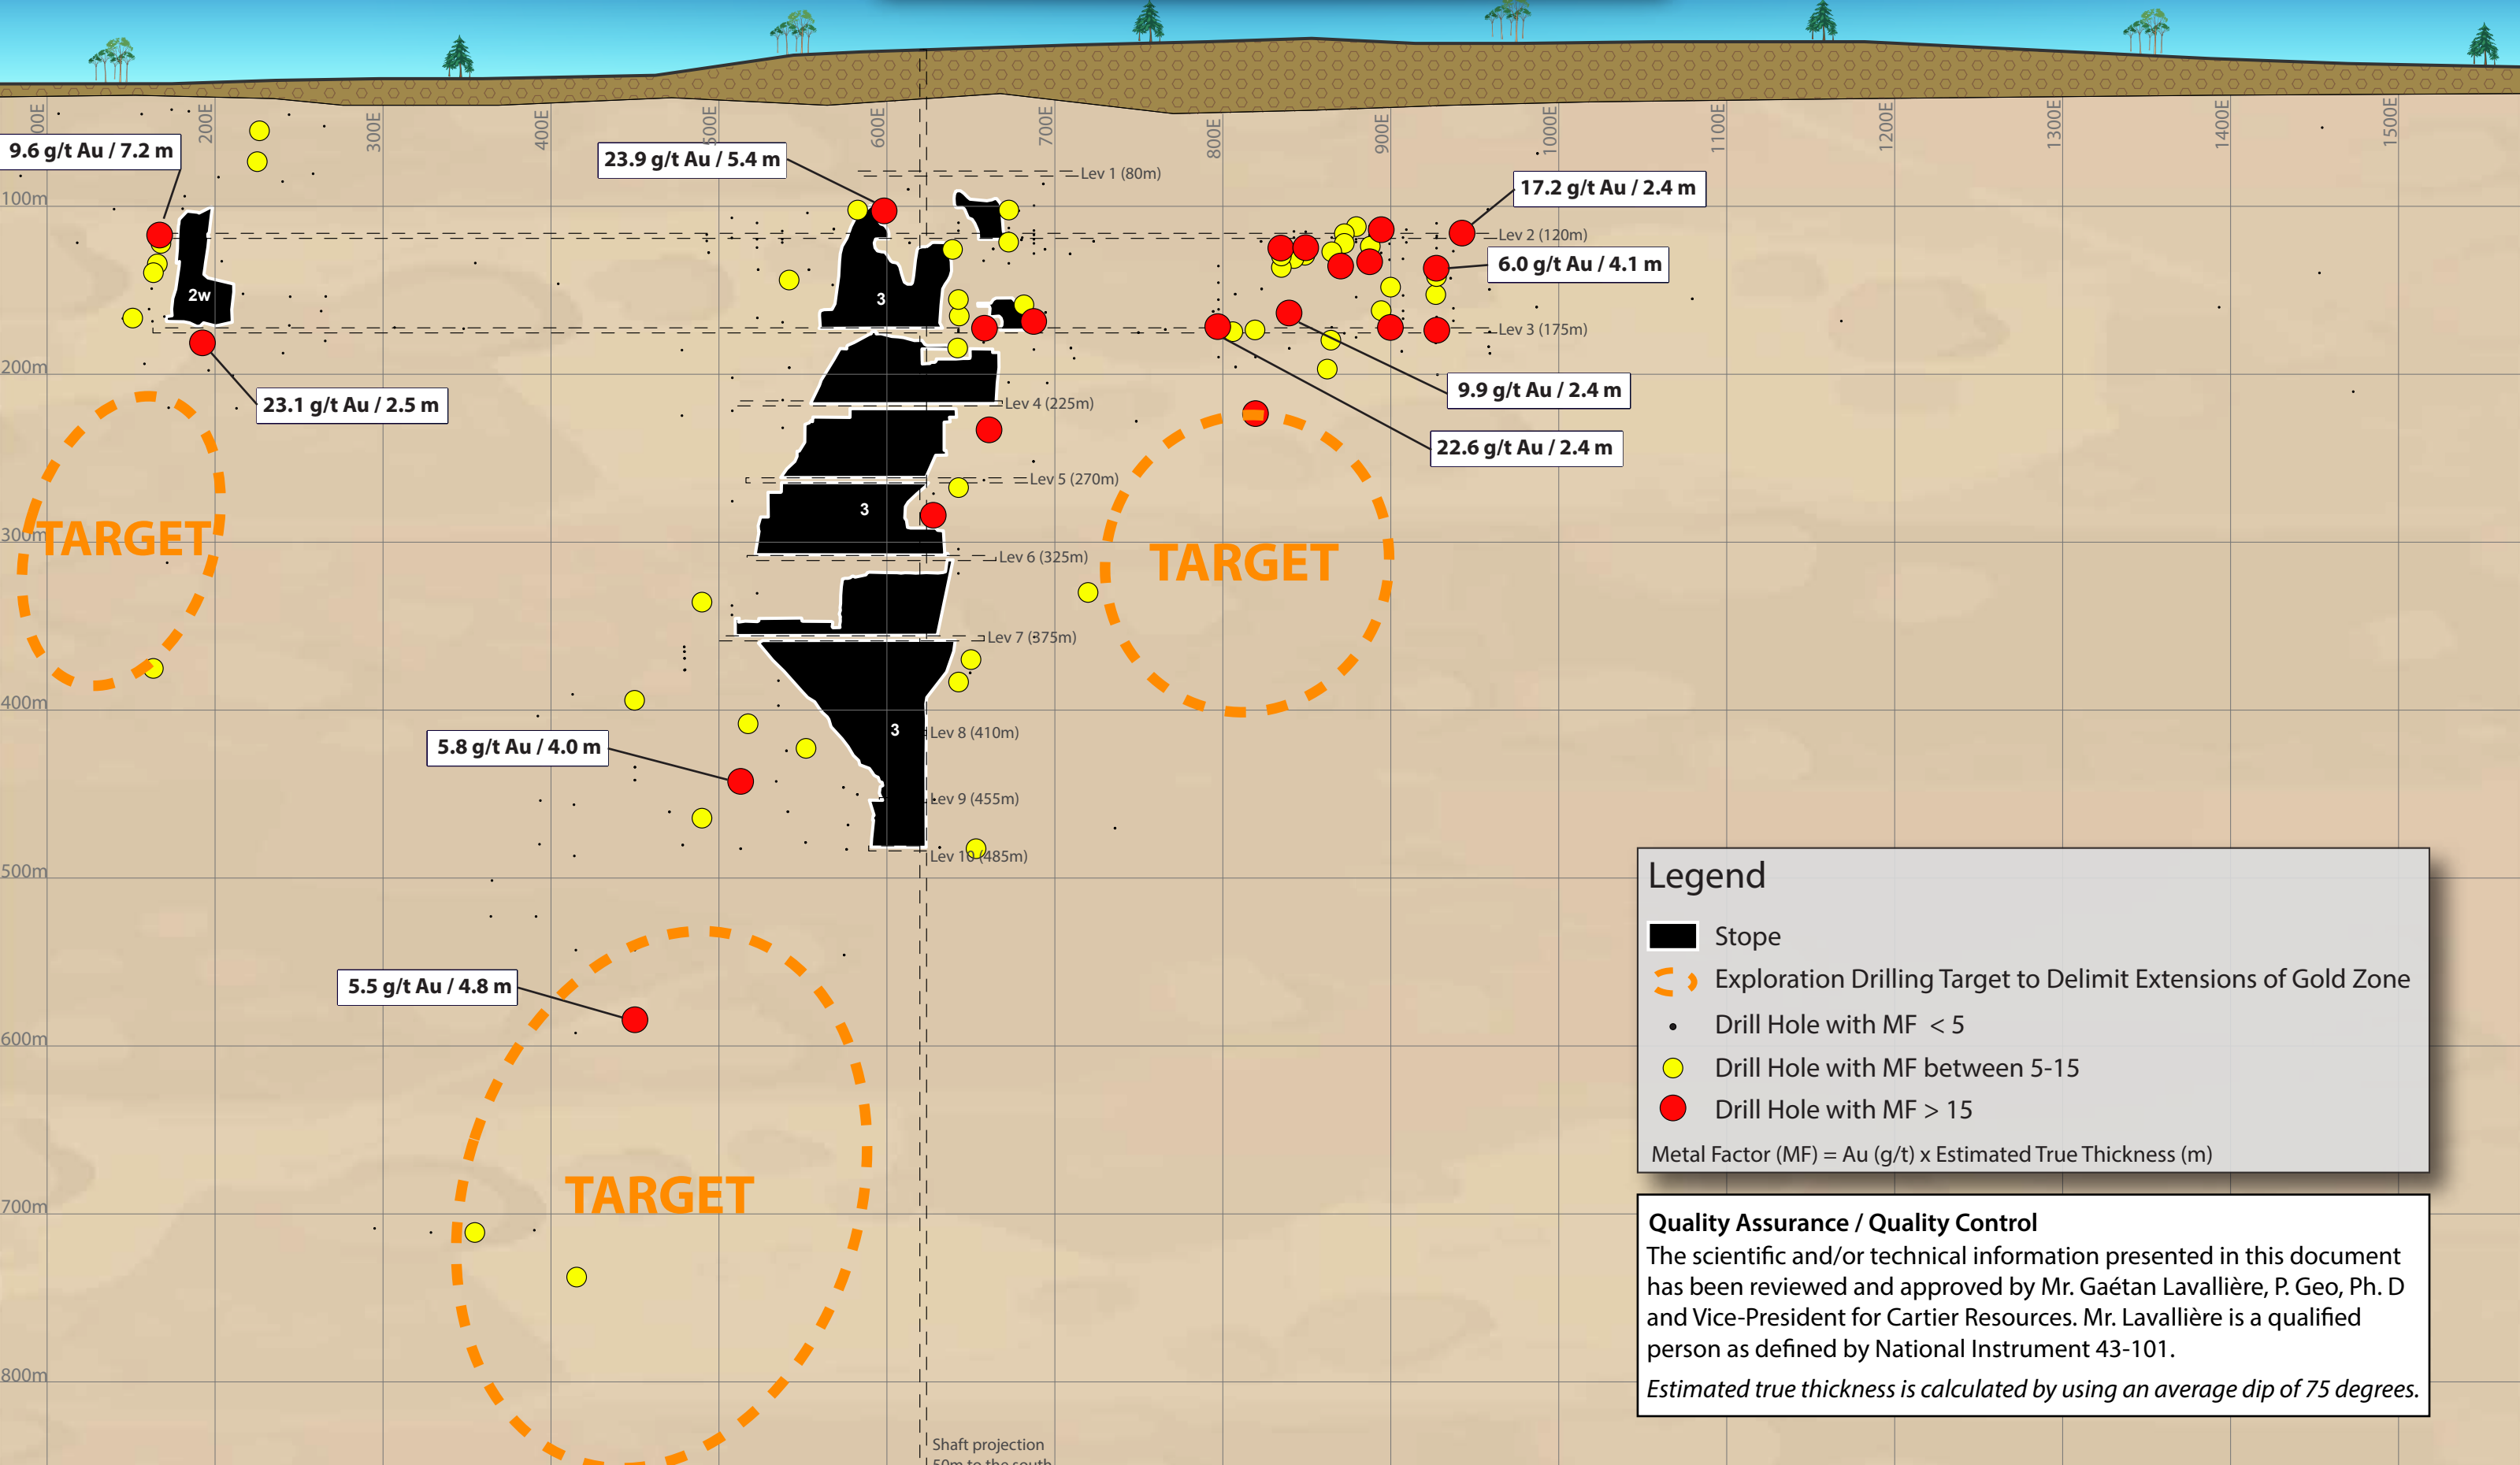 00E
200E
300E
400E
500E
600E
700E
800E
900E
1000E
1100E
1200E
1300E
1400E
1500E
9.6 g/t Au / 7.2 m
23.9 g/t Au / 5.4 m
Lev 1 (80m)
17.2 g/t Au / 2.4 m
100m
Lev 2 (120m)
6.0 g/t Au / 4.1 m
2w
3
Lev 3 (175m)
200m
9.9 g/t Au / 2.4 m
23.1 g/t Au / 2.5 m
Lev 4 (225m)
22.6 g/t Au / 2.4 m
Lev 5 (270m)
3
300m
TARGET
Lev 6 (325m)
TARGET
Lev 7 (375m)
400m
3
Lev 8 (410m)
5.8 g/t Au / 4.0 m
Lev 9 (455m)
Lev 10 (485m)
500m
5.5 g/t Au / 4.8 m
600m
TARGET
700m
800m
Shaft projection
50m to the south
Legend
Stope
Exploration Drilling Target to Delimit Extensions of Gold Zone
Drill Hole with MF < 5
Drill Hole with MF between 5-15
Drill Hole with MF > 15
Metal Factor (MF) = Au (g/t) x Estimated True Thickness (m)
Quality Assurance / Quality Control
The scientific and/or technical information presented in this document
has been reviewed and approved by Mr. Gaétan Lavallière, P. Geo, Ph. D
and Vice-President for Cartier Resources. Mr. Lavallière is a qualified
person as defined by National Instrument 43-101.
Estimated true thickness is calculated by using an average dip of 75 degrees.